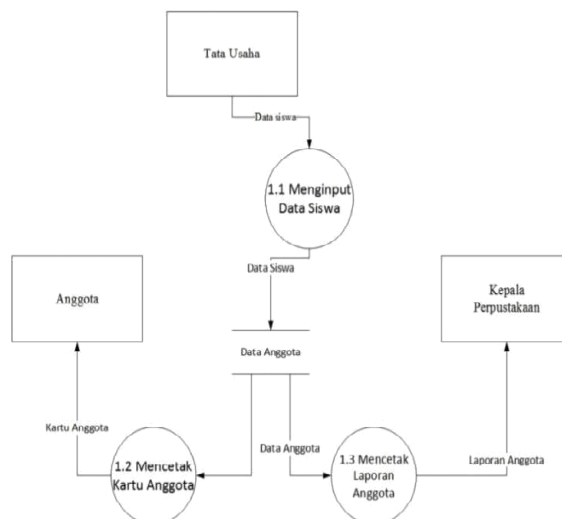 Tata Usaha
Data siswa
1.1 Menginput
Data Siswa
Data Siswa
Anggota
Kepala
Perpustakaan
Data Anggota
Kartu Anggota
Data Anggota
1.2 Mencetak
Kartu Anggota
1.3 Mencetak
Laporan
Anggota
Laporan Anggota